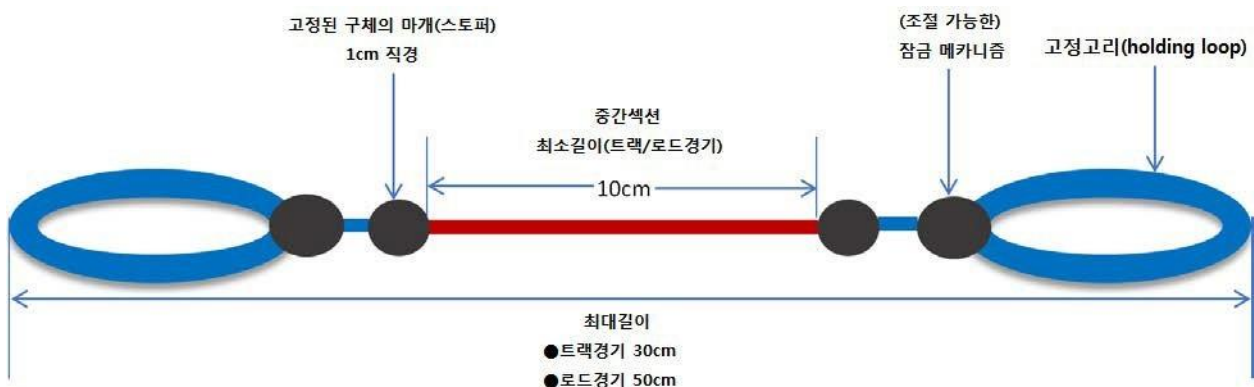 고정된 구체의 마개(스토퍼)
1cm 직경
(조절 가능한)
잠금 메카니즘
고정고리(holding loop)
중간섹션
최소길이(트랙/로드경기)
10cm
최대길이
●트랙경기 30cm
●로드경기 50cm